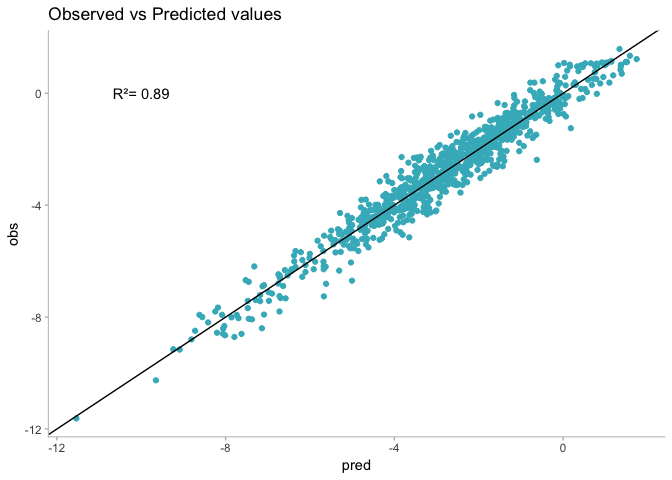 Observed vs Predicted values
R²= 0.89
0
-4
-8
-12
obs
-12
-8
-4
0
pred